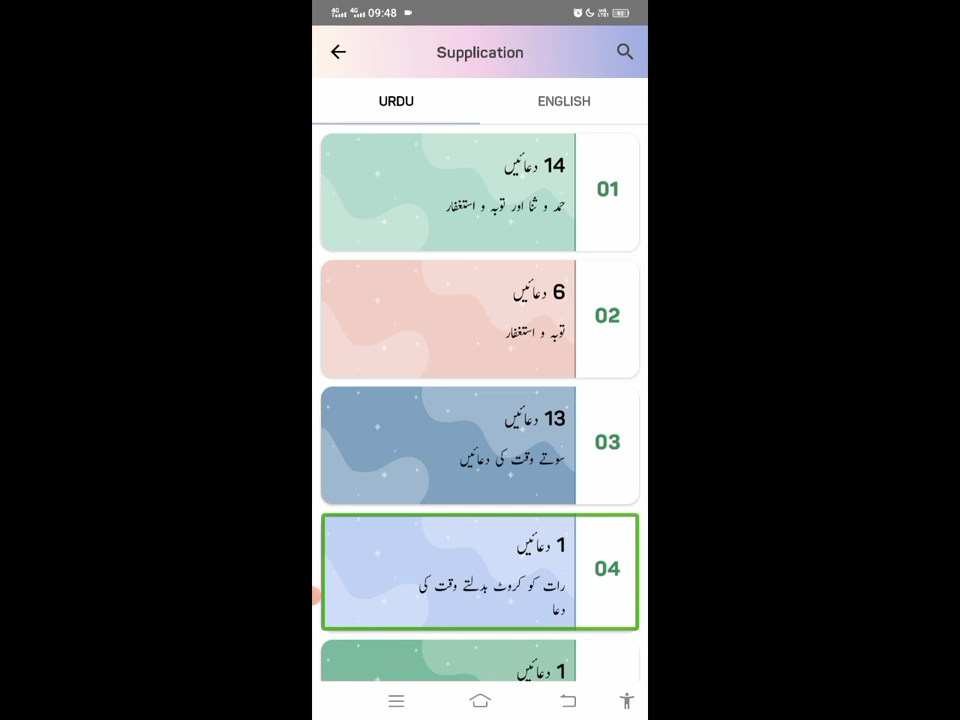 09:48
Supplication
URDU
ENGLISH
14 دعائیں
حمد و ثنا اور توبہ و استغفار
01
6 دعائیں
توبہ و استغفار
02
13 دعائیں
سوتے وقت کی دعائیں
03
1 دعائیں
رات کو کروٹ بدلتے وقت کی
دعا
04
1 دعائیں